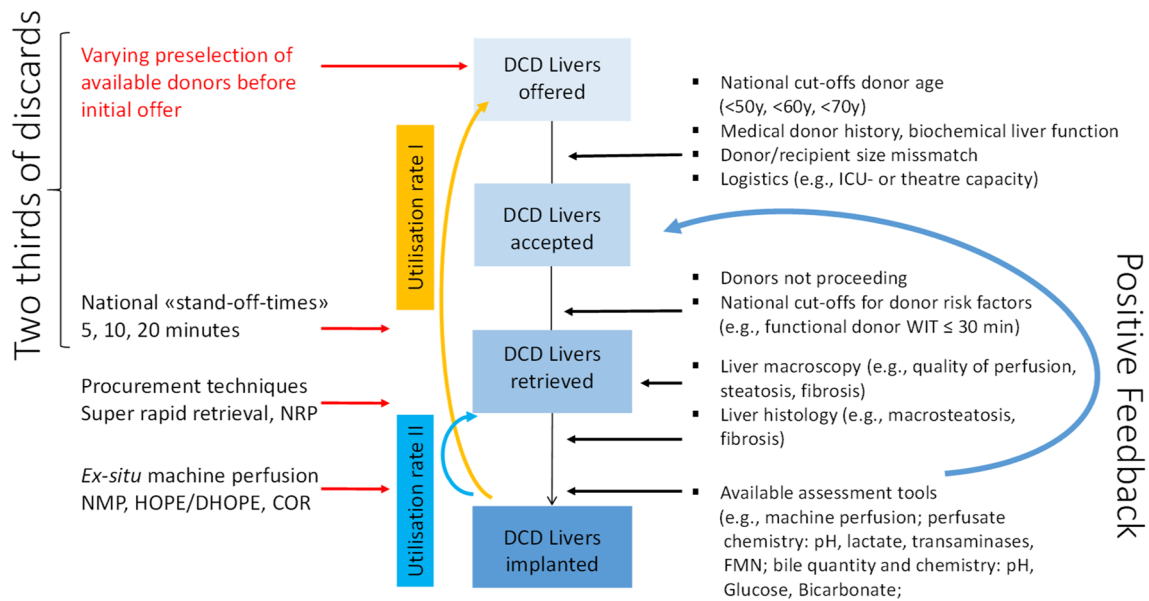 Two thirds of discards
Varying preselection of
available donors before
initial offer
National «stand-off-times»
5, 10, 20 minutes
Procurement techniques
Super rapid retrieval, NRP
Ex-situ machine perfusion
NMP, HOPE/DHOPE, COR
Utilisation rate I
Utilisation rate II
DCD Livers
offered
DCD Livers
accepted
DCD Livers
retrieved
DCD Livers
implanted
▪ National cut-offs donor age
(<50y, <60y, <70y)
▪ Medical donor history, biochemical liver function
▪ Donor/recipient size missmatch
▪ Logistics (e.g., ICU- or theatre capacity)
▪ Donors not proceeding
▪ National cut-offs for donor risk factors
(e.g., functional donor WIT ≤ 30 min)
▪ Liver macroscopy (e.g., quality of perfusion,
steatosis, fibrosis)
▪ Liver histology (e.g., macrosteatosis,
fibrosis)
▪ Available assessment tools
(e.g., machine perfusion; perfusate
chemistry: pH, lactate, transaminases,
FMN; bile quantity and chemistry: pH,
Glucose, Bicarbonate;
Positive Feedback